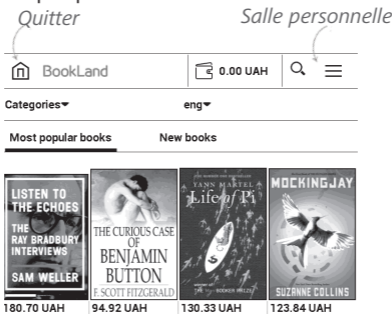 Quitter
Salle personnelle
BookLand
0.00 UAH
Categories
eng
Most popular books
New books
LISTEN TO
THE ECHOES
THE
RAY BRADBURY
INTERVIEWS
SAM WELLER
THE CURIOUS CASE
OF
BENJAMIN
BUTTON
F. SCOTT FITZGERALD
YANN MARTEL
Life of Pi
MOCKINGJAY
SUZANNE COLLINS
180.70 UAH
94.92 UAH
130.33 UAH
123.84 UAH